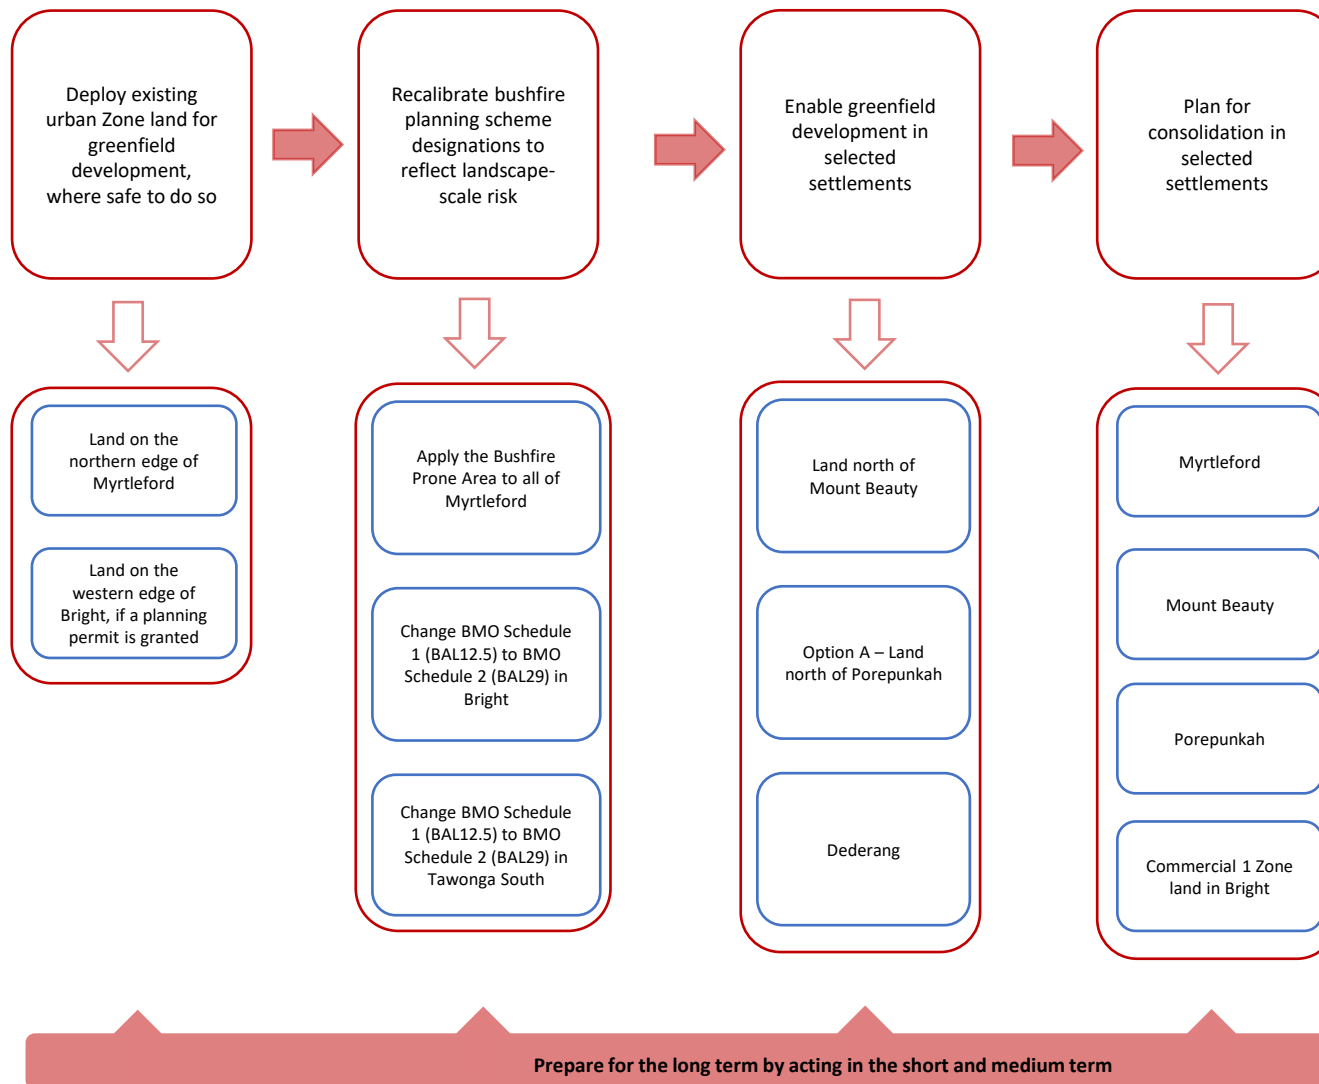 Deploy existing
urban Zone land for
greenfield
development,
where safe to do so
Recalibrate bushfire
planning scheme
designations to
reflect landscape-
scale risk
Enable greenfield
development in
selected
settlements
Plan for
consolidation in
selected
settlements
Land on the
northern edge of
Myrtleford
Land on the
western edge of
Bright, if a planning
permit is granted
Apply the Bushfire
Prone Area to all of
Myrtleford
Change BMO Schedule
1 (BAL12.5) to BMO
Schedule 2 (BAL29) in
Bright
Change BMO Schedule
1 (BAL12.5) to BMO
Schedule 2 (BAL29) in
Tawonga South
Land north of
Mount Beauty
Option A – Land
north of Porepunkah
Dederang
Myrtleford
Mount Beauty
Porepunkah
Commercial 1 Zone
land in Bright
Prepare for the long term by acting in the short and medium term